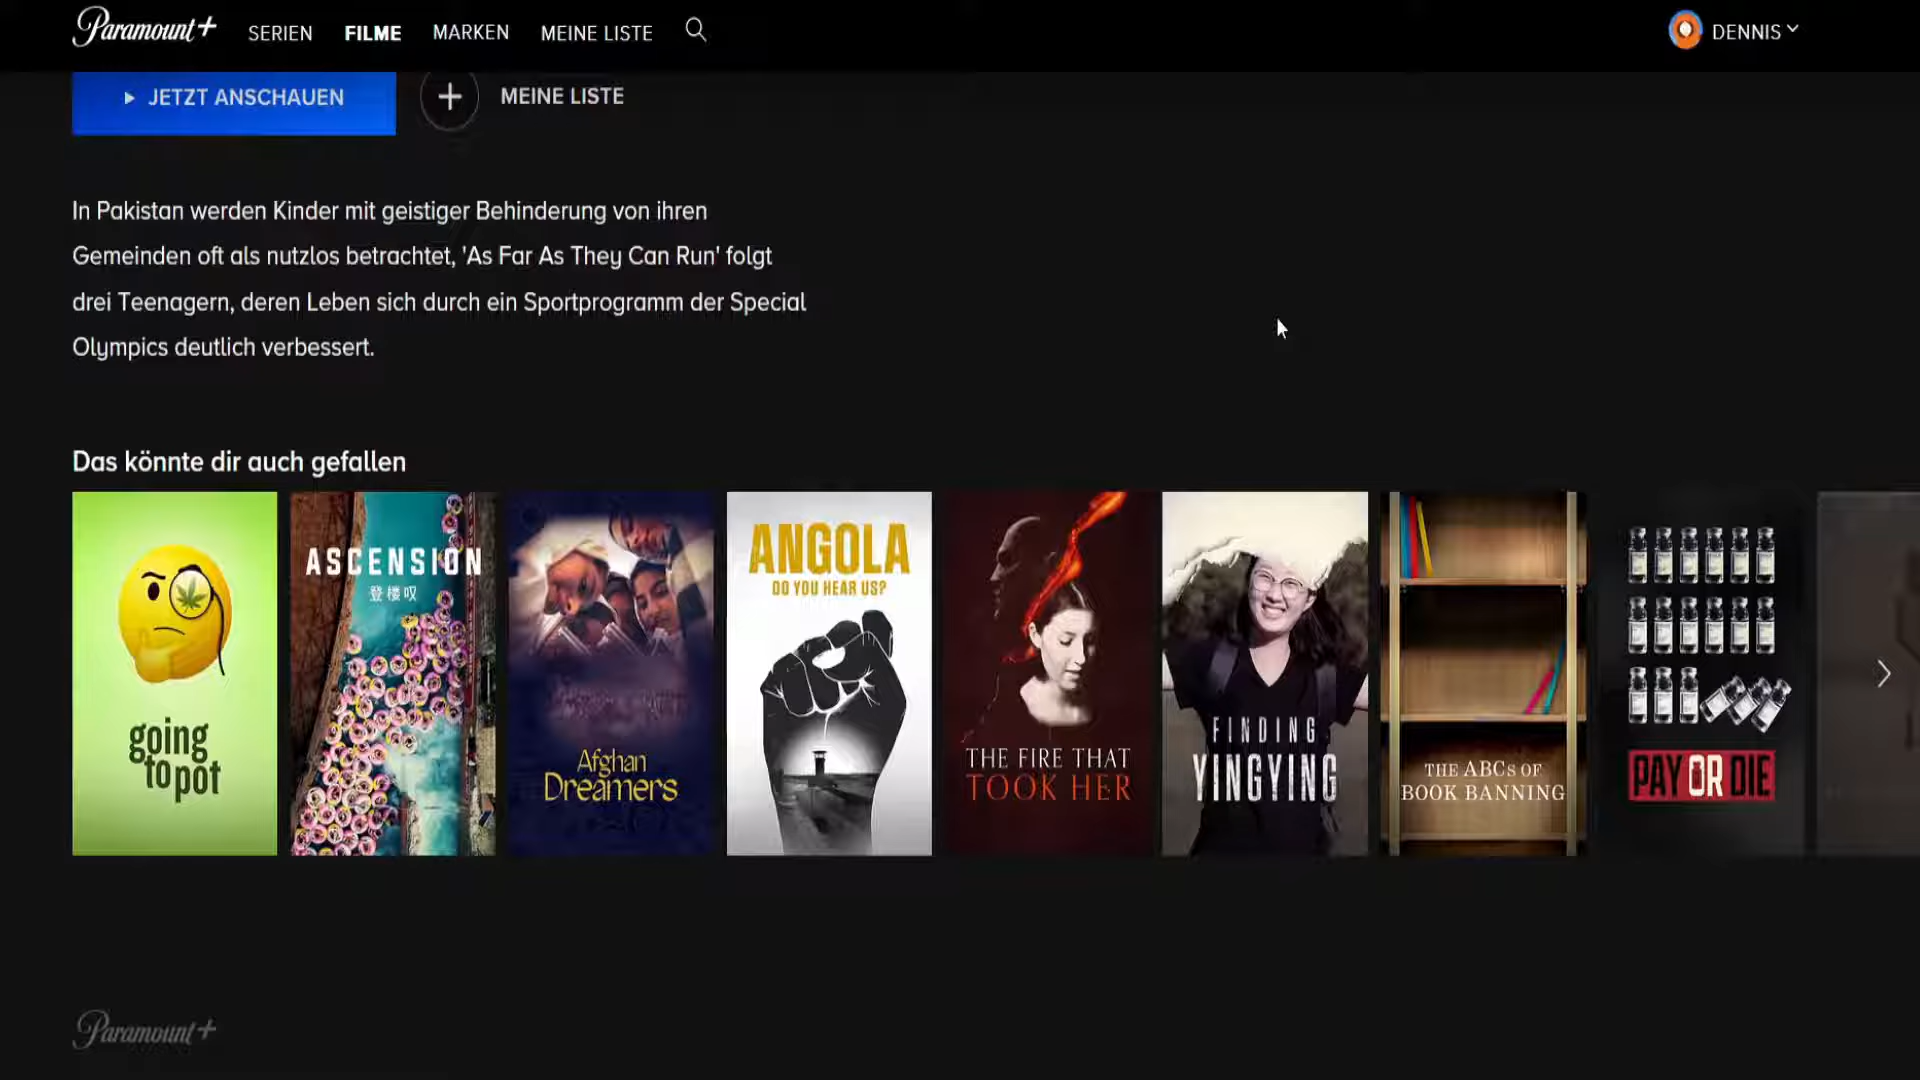 Paramount+ SERIEN FILME MARKEN MEINE LISTE DENNIS
JETZT ANSCHAUEN MEINE LISTE
In Pakistan werden Kinder mit geistiger Behinderung von ihren
Gemeinden oft als nutzlos betrachtet, 'As Far As They Can Run' folgt
drei Teenagern, deren Leben sich durch ein Sportprogramm der Special
Olympics deutlich verbessert.
Das könnte dir auch gefallen
going
to pot
ASCENSION
登楼叹
Afghan
Dreamers
ANGOLA
DO YOU HEAR US?
THE FIRE THAT
TOOK HER
FINDING
YINGYING
THE ABCs OF
BOOK BANNING
PAY OR DIE
Paramount+